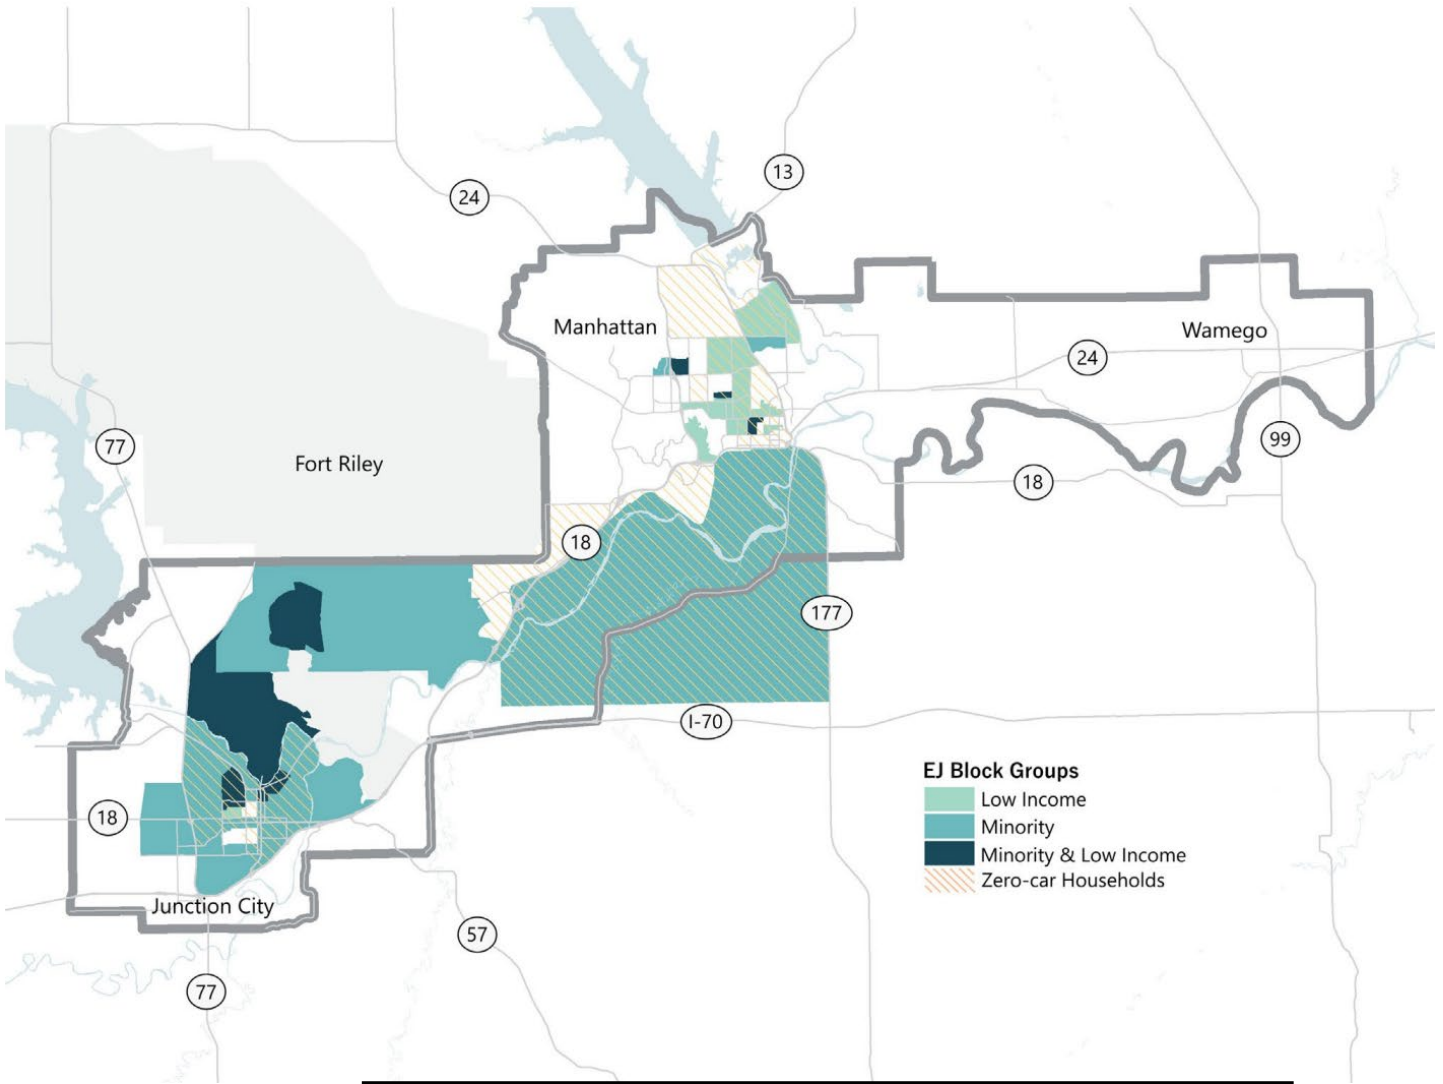 13
24
Manhattan
Wamego
24
77
99
Fort Riley
18
18
177
I-70
EJ Block Groups
Low Income
Minority
Minority & Low Income
Zero-car Households
18
Junction City
57
77